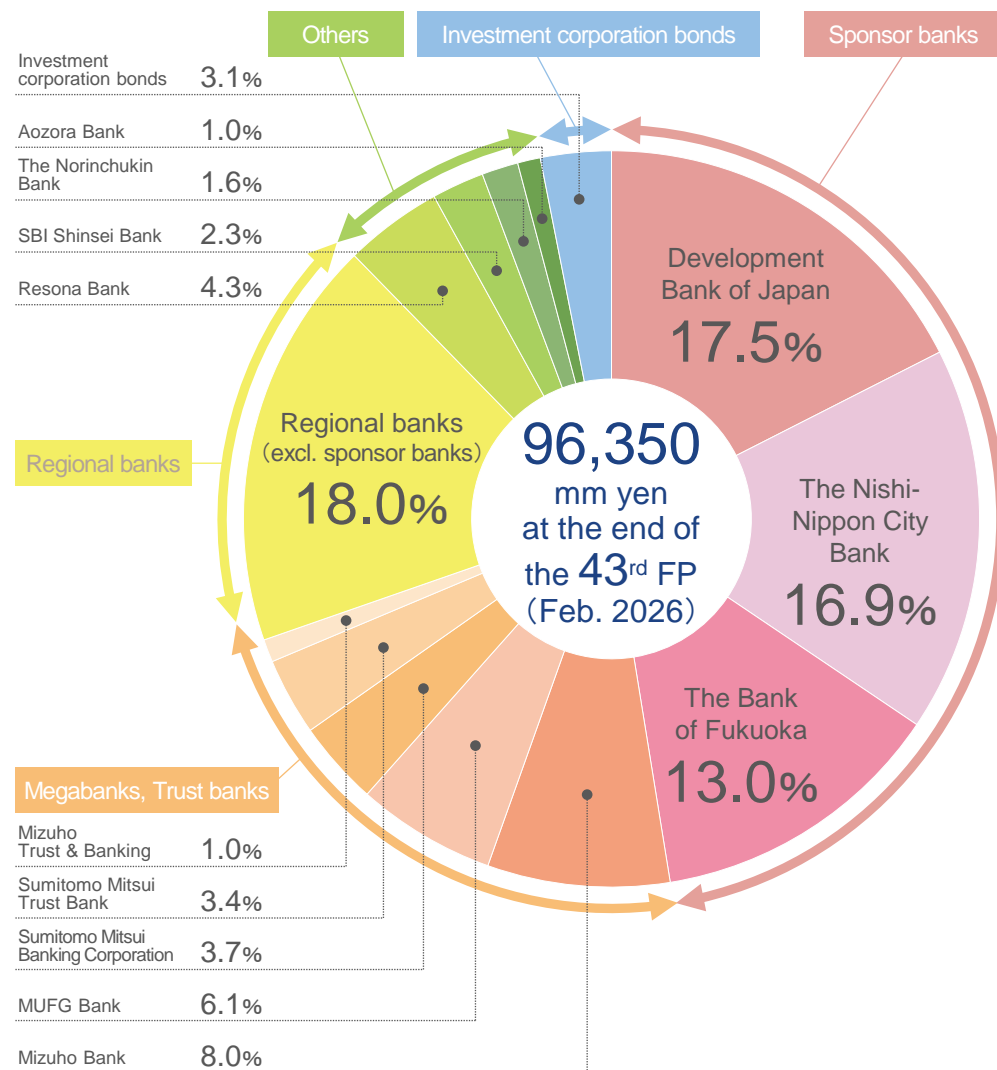 Others
Investment corporation bonds
Sponsor banks
Investment
corporation bonds 3.1%
Aozora Bank 1.0%
The Norinchukin
Bank 1.6%
SBI Shinsei Bank 2.3%
Resona Bank 4.3%
Development
Bank of Japan
17.5%
The Nishi-
Nippon City
Bank
16.9%
The Bank
of Fukuoka
13.0%
Regional banks
Regional banks
(excl. sponsor banks)
18.0%
96,350
mm yen
at the end of
the 43rd FP
(Feb. 2026)
Megabanks, Trust banks
Mizuho
Trust & Banking 1.0%
Sumitomo Mitsui
Trust Bank 3.4%
Sumitomo Mitsui
Banking Corporation 3.7%
MUFG Bank 6.1%
Mizuho Bank 8.0%